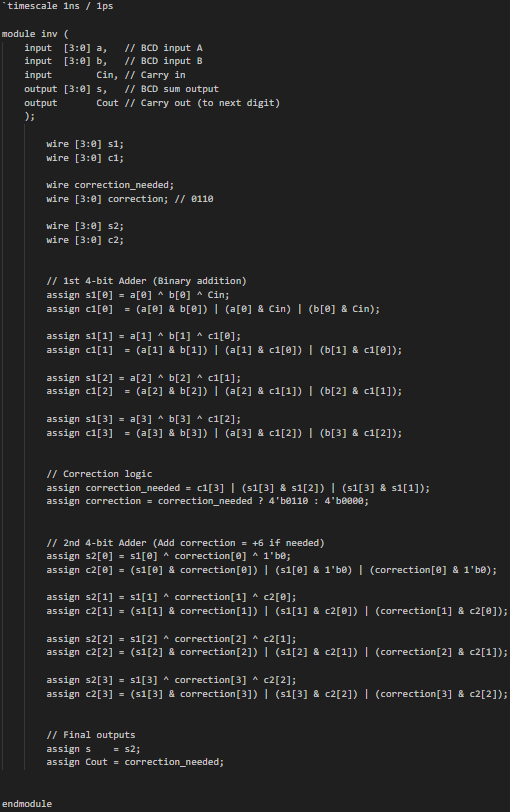 `timescale 1ns / 1ps
module inv (
input  [3:0] a,   // BCD input A
input  [3:0] b,   // BCD input B
input        Cin, // Carry in
output [3:0] s,   // BCD sum output
output       Cout // Carry out (to next digit)
);
wire [3:0] s1;
wire [3:0] c1;
wire correction_needed;
wire [3:0] correction; // 0110
wire [3:0] s2;
wire [3:0] c2;
// 1st 4-bit Adder (Binary addition)
assign s1[0] = a[0] ^ b[0] ^ Cin;
assign c1[0]  = (a[0] & b[0]) | (a[0] & Cin) | (b[0] & Cin);
assign s1[1] = a[1] ^ b[1] ^ c1[0];
assign c1[1]  = (a[1] & b[1]) | (a[1] & c1[0]) | (b[1] & c1[0]);
assign s1[2] = a[2] ^ b[2] ^ c1[1];
assign c1[2]  = (a[2] & b[2]) | (a[2] & c1[1]) | (b[2] & c1[1]);
assign s1[3] = a[3] ^ b[3] ^ c1[2];
assign c1[3]  = (a[3] & b[3]) | (a[3] & c1[2]) | (b[3] & c1[2]);
// Correction logic
assign correction_needed = c1[3] | (s1[3] & s1[2]) | (s1[3] & s1[1]);
assign correction = correction_needed ? 4'b0110 : 4'b0000;
// 2nd 4-bit Adder (Add correction = +6 if needed)
assign s2[0] = s1[0] ^ correction[0] ^ 1'b0;
assign c2[0] = (s1[0] & correction[0]) | (s1[0] & 1'b0) | (correction[0] & 1'b0);
assign s2[1] = s1[1] ^ correction[1] ^ c2[0];
assign c2[1] = (s1[1] & correction[1]) | (s1[1] & c2[0]) | (correction[1] & c2[0]);
assign s2[2] = s1[2] ^ correction[2] ^ c2[1];
assign c2[2] = (s1[2] & correction[2]) | (s1[2] & c2[1]) | (correction[2] & c2[1]);
assign s2[3] = s1[3] ^ correction[3] ^ c2[2];
assign c2[3] = (s1[3] & correction[3]) | (s1[3] & c2[2]) | (correction[3] & c2[2]);
// Final outputs
assign s    = s2;
assign Cout = correction_needed;
endmodule